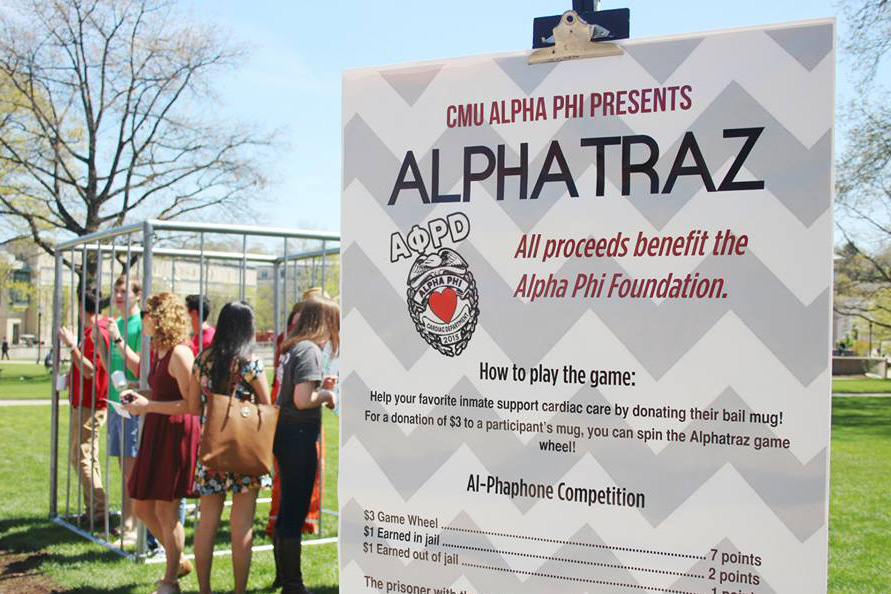 CMU ALPHA PHI PRESENTS
ALPHATRAZ
ΑΦPD
ALPHA PHI
CARDIAC DEPARTMENT
2015
All proceeds benefit the
Alpha Phi Foundation.
How to play the game:
Help your favorite inmate support cardiac care by donating their bail mug!
For a donation of $3 to a participant's mug, you can spin the Alphatraz game
wheel!
Al-Phaphone Competition
$3 Game Wheel ........ 7 points
$1 Earned in jail ........ 2 points
$1 Earned out of jail ........ 1 point
The prisoner with